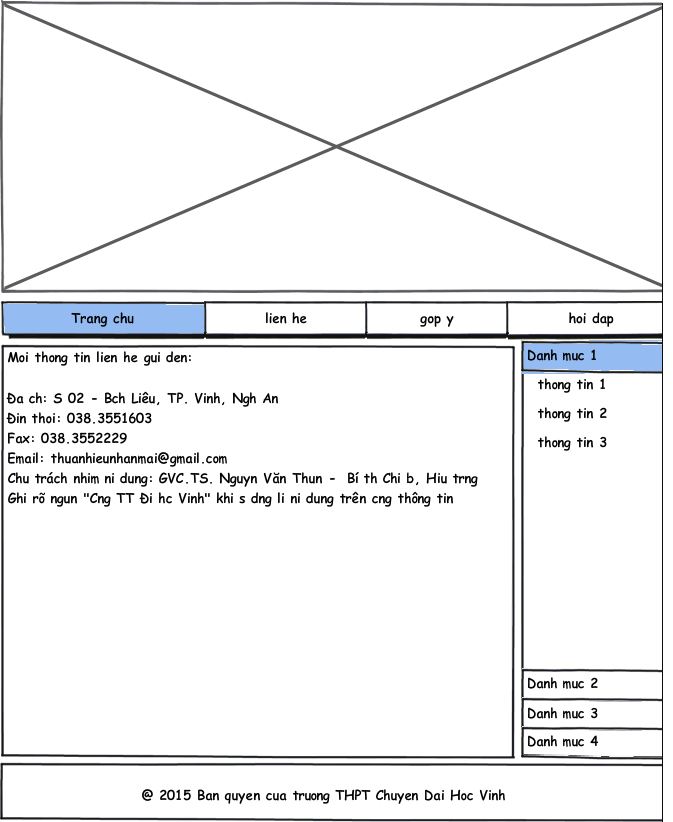 Trang chu
lien he
gop y
hoi dap
Moi thong tin lien he gui den:
Đa ch: S 02 - Bch Liêu, TP. Vinh, Ngh An
Đin thoi: 038.3551603
Fax: 038.3552229
Email: thuanhieunhanmai@gmail.com
Chu trách nhim ni dung: GVC.TS. Nguyn Văn Thun - Bí th Chi b, Hiu trng
Ghi rõ ngun "Cng TT Đi hc Vinh" khi s dng li ni dung trên cng thông tin
Danh muc 1
thong tin 1
thong tin 2
thong tin 3
Danh muc 2
Danh muc 3
Danh muc 4
@ 2015 Ban quyen cua truong THPT Chuyen Dai Hoc Vinh